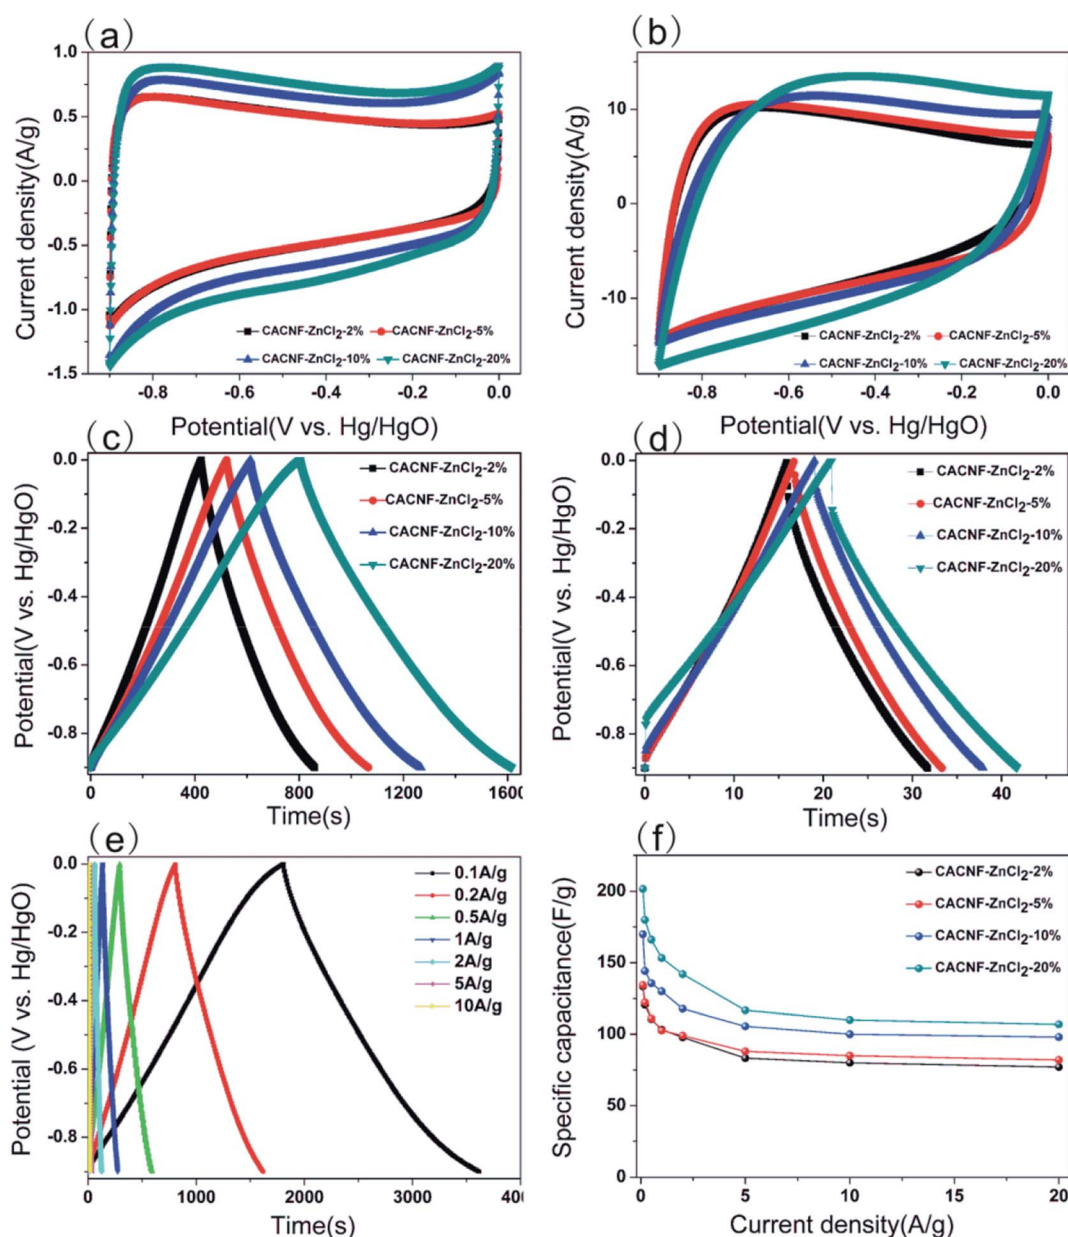 (a)
1.0
0.5
0.0
-0.5
-1.0
-1.5
Current density(A/g)
CACNF-ZnCl2-2% CACNF-ZnCl2-5%
CACNF-ZnCl2-10% CACNF-ZnCl2-20%
-0.8 -0.6 -0.4 -0.2 0.0
Potential(V vs. Hg/HgO)
(b)
10
0
-10
Current density(A/g)
CACNF-ZnCl2-2% CACNF-ZnCl2-5%
CACNF-ZnCl2-10% CACNF-ZnCl2-20%
-0.8 -0.6 -0.4 -0.2 0.0
Potential(V vs. Hg/HgO)
(c)
0.0
-0.2
-0.4
-0.6
-0.8
Potential(V vs. Hg/HgO)
CACNF-ZnCl2-2%
CACNF-ZnCl2-5%
CACNF-ZnCl2-10%
CACNF-ZnCl2-20%
0 400 800 1200 1600
Time(s)
(d)
0.0
-0.2
-0.4
-0.6
-0.8
Potential(V vs. Hg/HgO)
CACNF-ZnCl2-2%
CACNF-ZnCl2-5%
CACNF-ZnCl2-10%
CACNF-ZnCl2-20%
0 10 20 30 40
Time(s)
(e)
0.0
-0.2
-0.4
-0.6
-0.8
Potential (V vs. Hg/HgO)
0.1A/g
0.2A/g
0.5A/g
1A/g
2A/g
5A/g
10A/g
0 1000 2000 3000 400
Time(s)
(f)
200
150
100
50
0
Specific capacitance(F/g)
CACNF-ZnCl2-2%
CACNF-ZnCl2-5%
CACNF-ZnCl2-10%
CACNF-ZnCl2-20%
0 5 10 15 20
Current density(A/g)